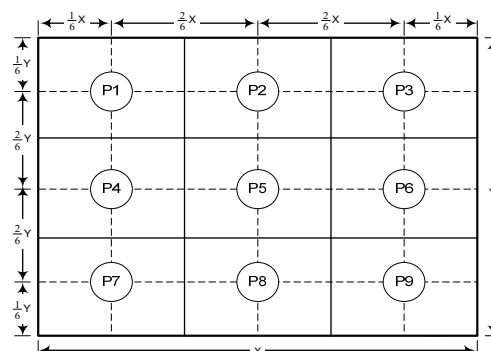 1/6 X 2/6 X 2/6 X 1/6 X
1/6 Y
P1 P2 P3
2/6 Y
P4 P5 P6
2/6 Y
P7 P8 P9
1/6 Y